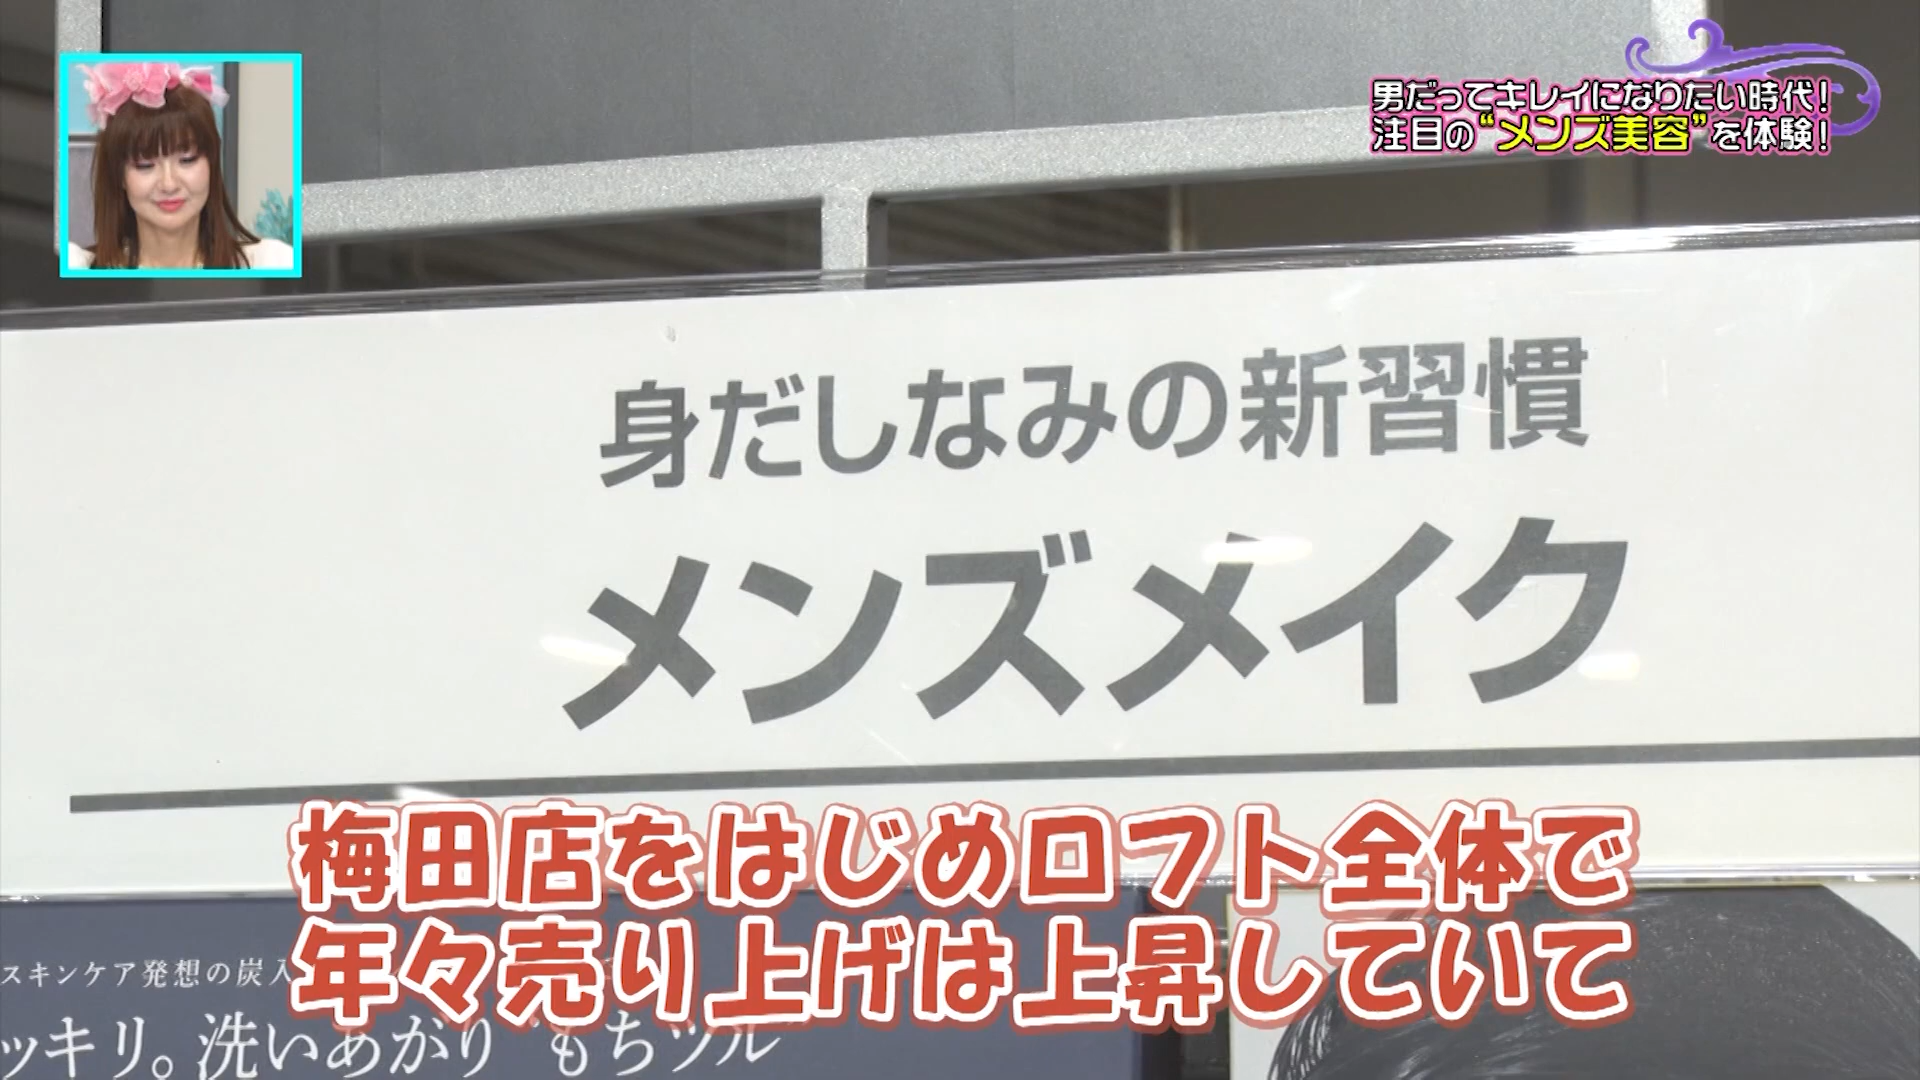 男だってキレイになりたい時代!
注目の“メンズ美容”を体験!
身だしなみの新習慣
メンズメイク
梅田店をはじめロフト全体で
年々売り上げは上昇していて
スキンケア発想の炭
ッキリ。洗いあがり“もちツル”